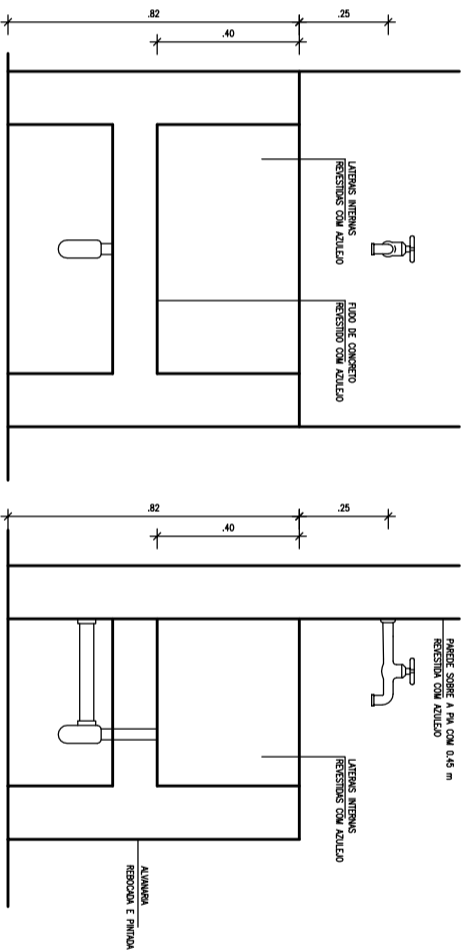 .82
.25
.40
LATERAIS INTERNAS
REVESTIDAS COM AZULEJO
FUDO DE CONCRETO
REVESTIDO COM AZULEJO
.82
.25
.40
PAREDE SOBRE A PIA COM 0.45 m
REVESTIDA COM AZULEJO
LATERAIS INTERNAS
REVESTIDAS COM AZULEJO
ALVANARIA
REBOCADA E PINTADA